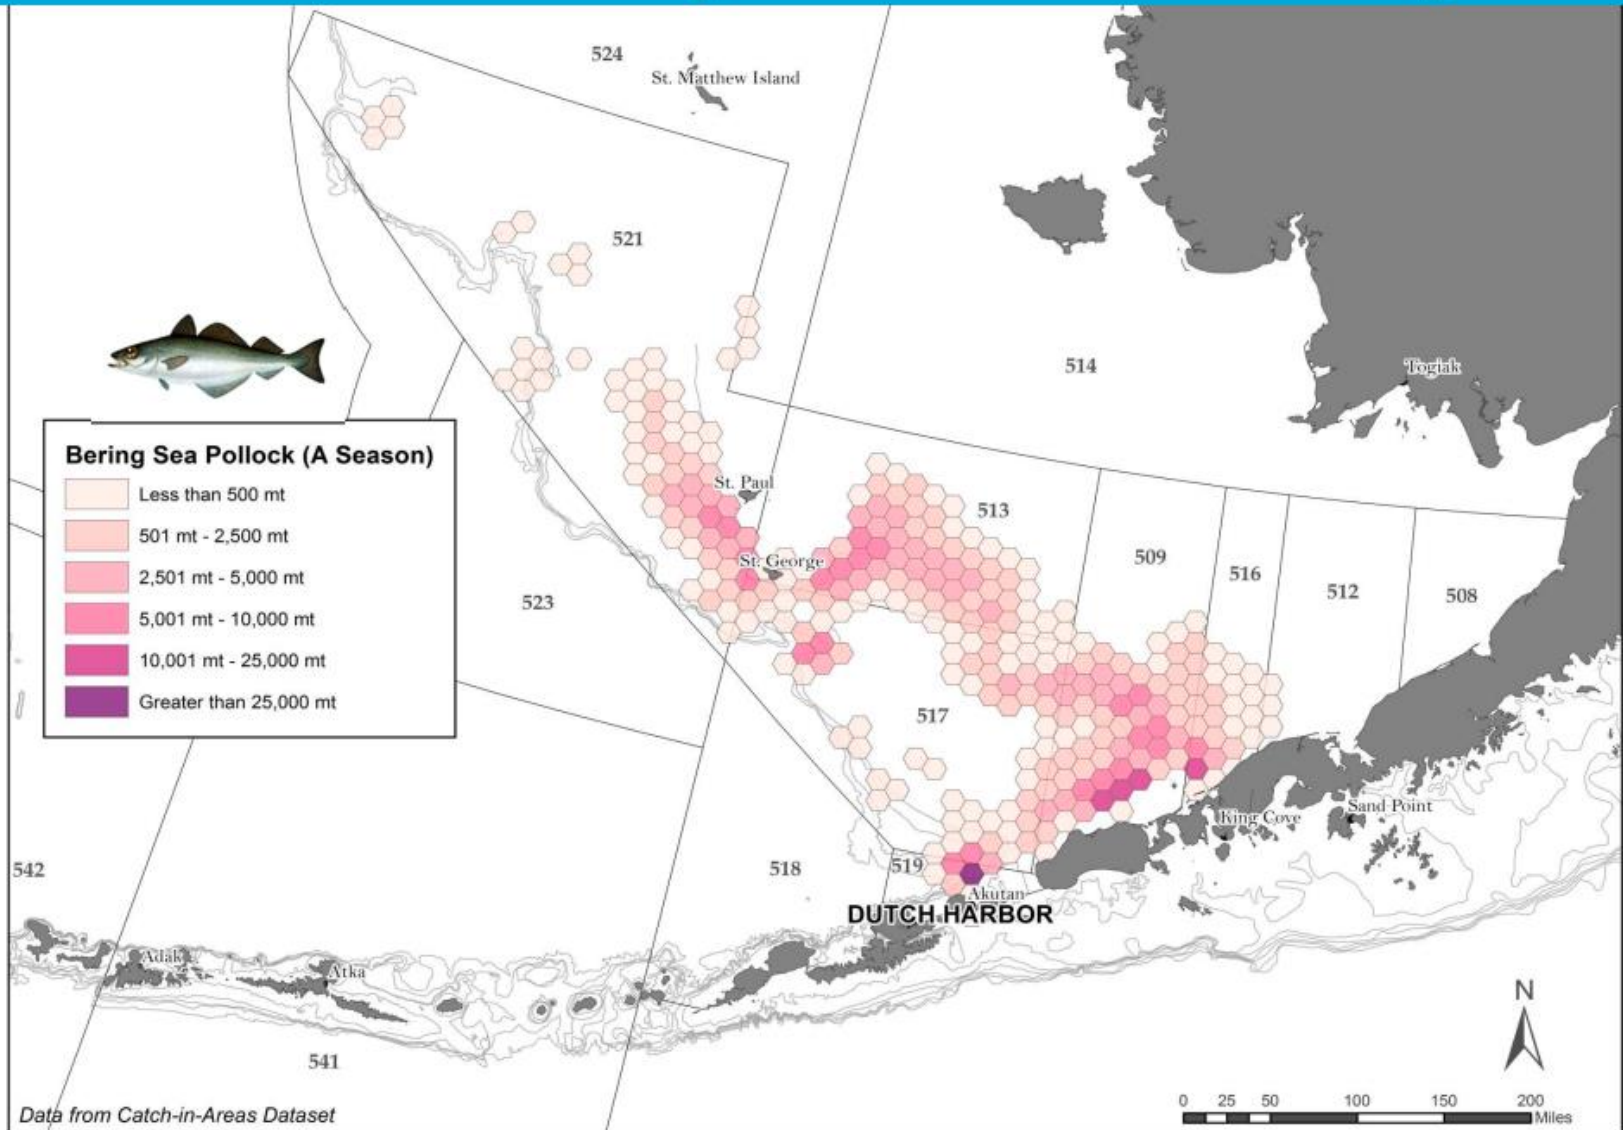 524
St. Matthew Island
521
514
Togiak
Bering Sea Pollock (A Season)
Less than 500 mt
501 mt - 2,500 mt
2,501 mt - 5,000 mt
5,001 mt - 10,000 mt
10,001 mt - 25,000 mt
Greater than 25,000 mt
St. Paul
513
St. George
509
516
512
508
523
517
Sand Point
King Cove
542
518
519
Akutan
DUTCH HARBOR
Adak
Atka
541
N
0 25 50 100 150 200
Miles
Data from Catch-in-Areas Dataset